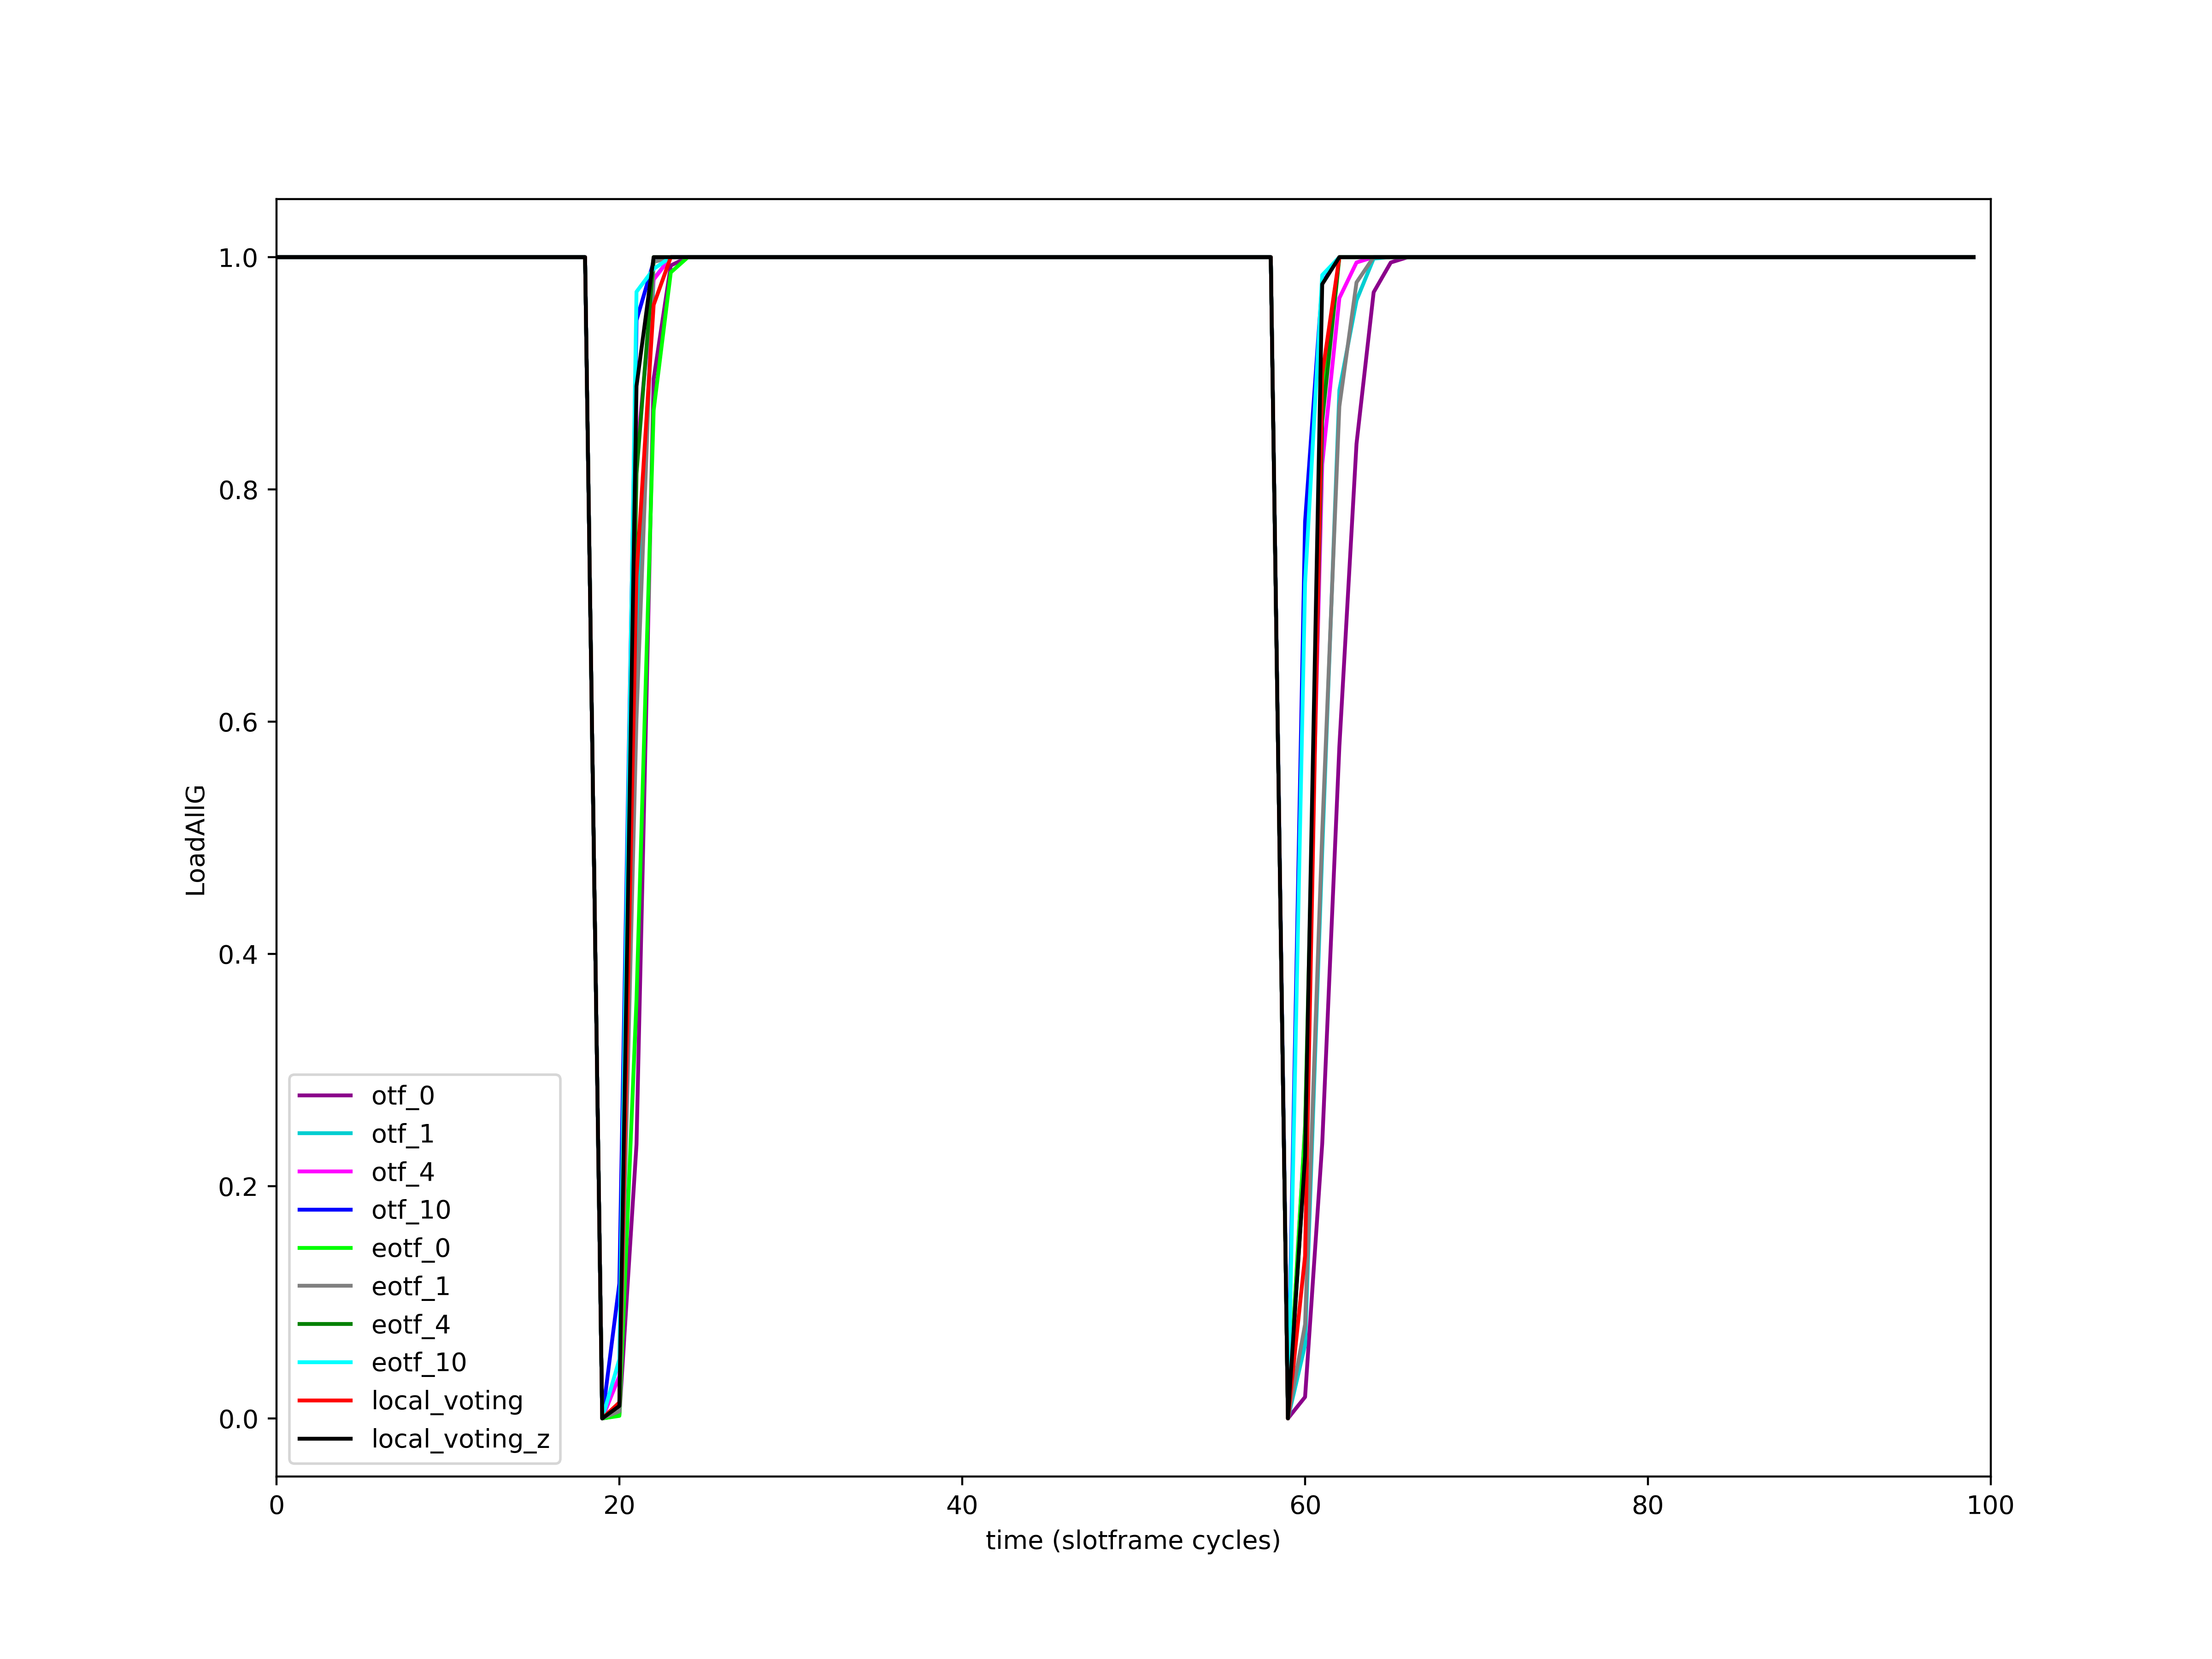 1.0
0.8
0.6
0.4
0.2
0.0
LoadAllG
otf_0
otf_1
otf_4
otf_10
eotf_0
eotf_1
eotf_4
eotf_10
local_voting
local_voting_z
0 20 40 60 80 100
time (slotframe cycles)